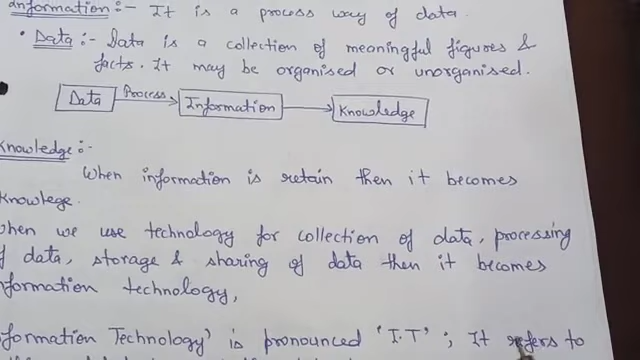 Information:- It is a process way of data.
• Data :- Data is a collection of meaningful figures &
facts. It may be organised or unorganised.
Data Process Information Knowledge
Knowledge:-
When information is retain then it becomes
Knowlege.
When we use technology for collection of data, processing
of data, storage & sharing of data then it becomes
nformation technology,
nformation Technology' is pronounced 'I.T' ; It refers to